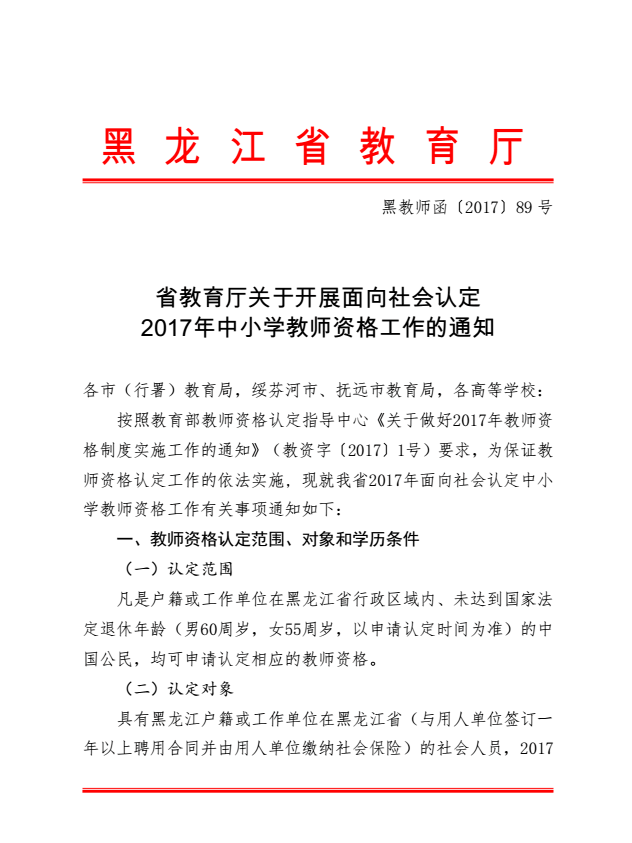 黑龙江省教育厅
黑教师函〔2017〕89 号
省教育厅关于开展面向社会认定
2017年中小学教师资格工作的通知
各市（行署）教育局，绥芬河市、抚远市教育局，各高等学校：
按照教育部教师资格认定指导中心《关于做好2017年教师资
格制度实施工作的通知》（教资字〔2017〕1号）要求，为保证教
师资格认定工作的依法实施，现就我省2017年面向社会认定中小
学教师资格工作有关事项通知如下：
一、教师资格认定范围、对象和学历条件
（一）认定范围
凡是户籍或工作单位在黑龙江省行政区域内、未达到国家法
定退休年龄（男60周岁，女55周岁，以申请认定时间为准）的中
国公民，均可申请认定相应的教师资格。
（二）认定对象
具有黑龙江户籍或工作单位在黑龙江省（与用人单位签订一
年以上聘用合同并由用人单位缴纳社会保险）的社会人员，2017